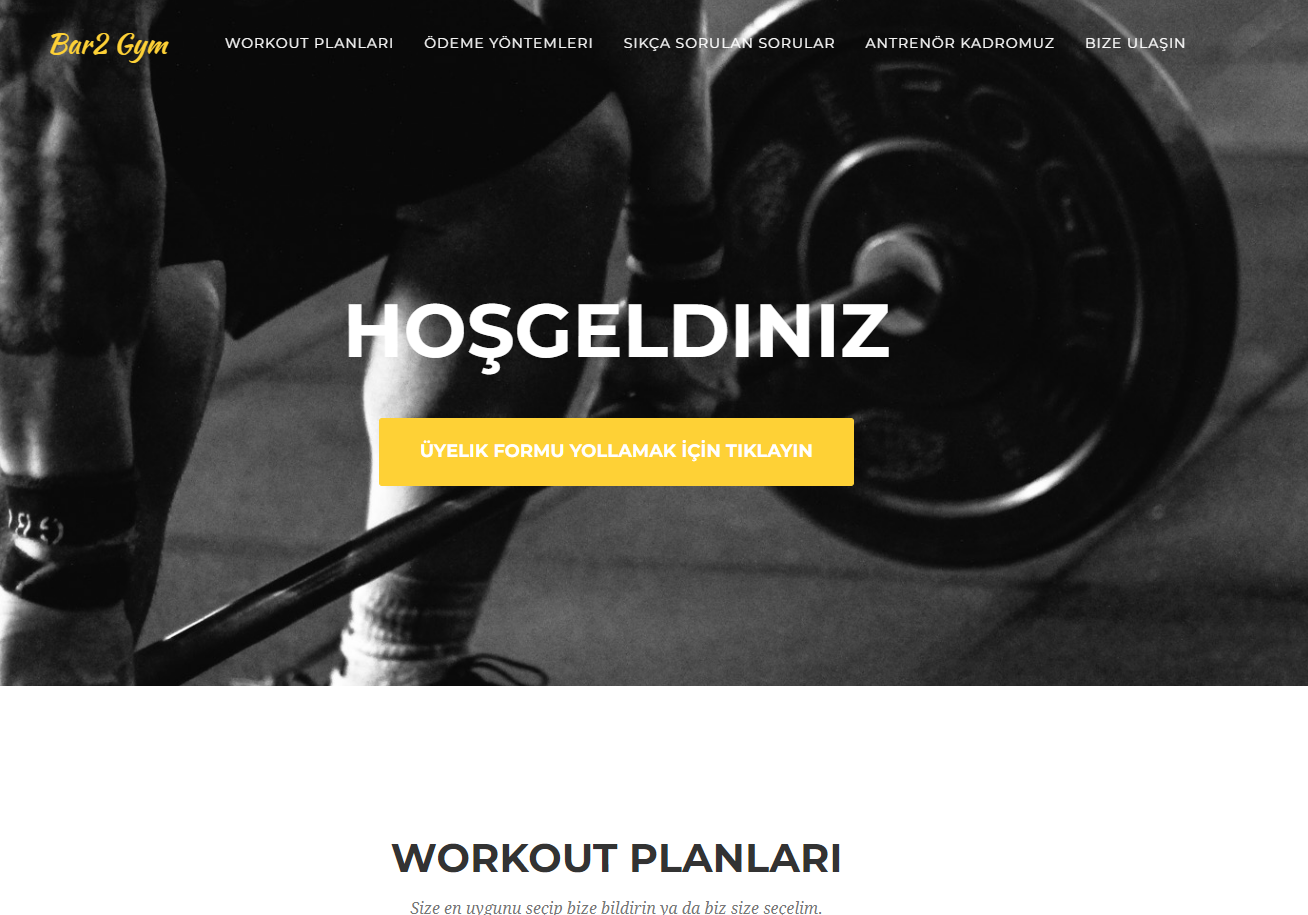 Bar2 Gym
WORKOUT PLANLARI
ÖDEME YÖNTEMLERI
SIKÇA SORULAN SORULAR
ANTRENÖR KADROMUZ
BIZE ULAŞIN
ROGUE
HOŞGELDINIZ
ÜYELIK FORMU YOLLAMAK İÇİN TIKLAYIN
WORKOUT PLANLARI
Size en uygunu seçip bize bildirin ya da biz size seçelim.